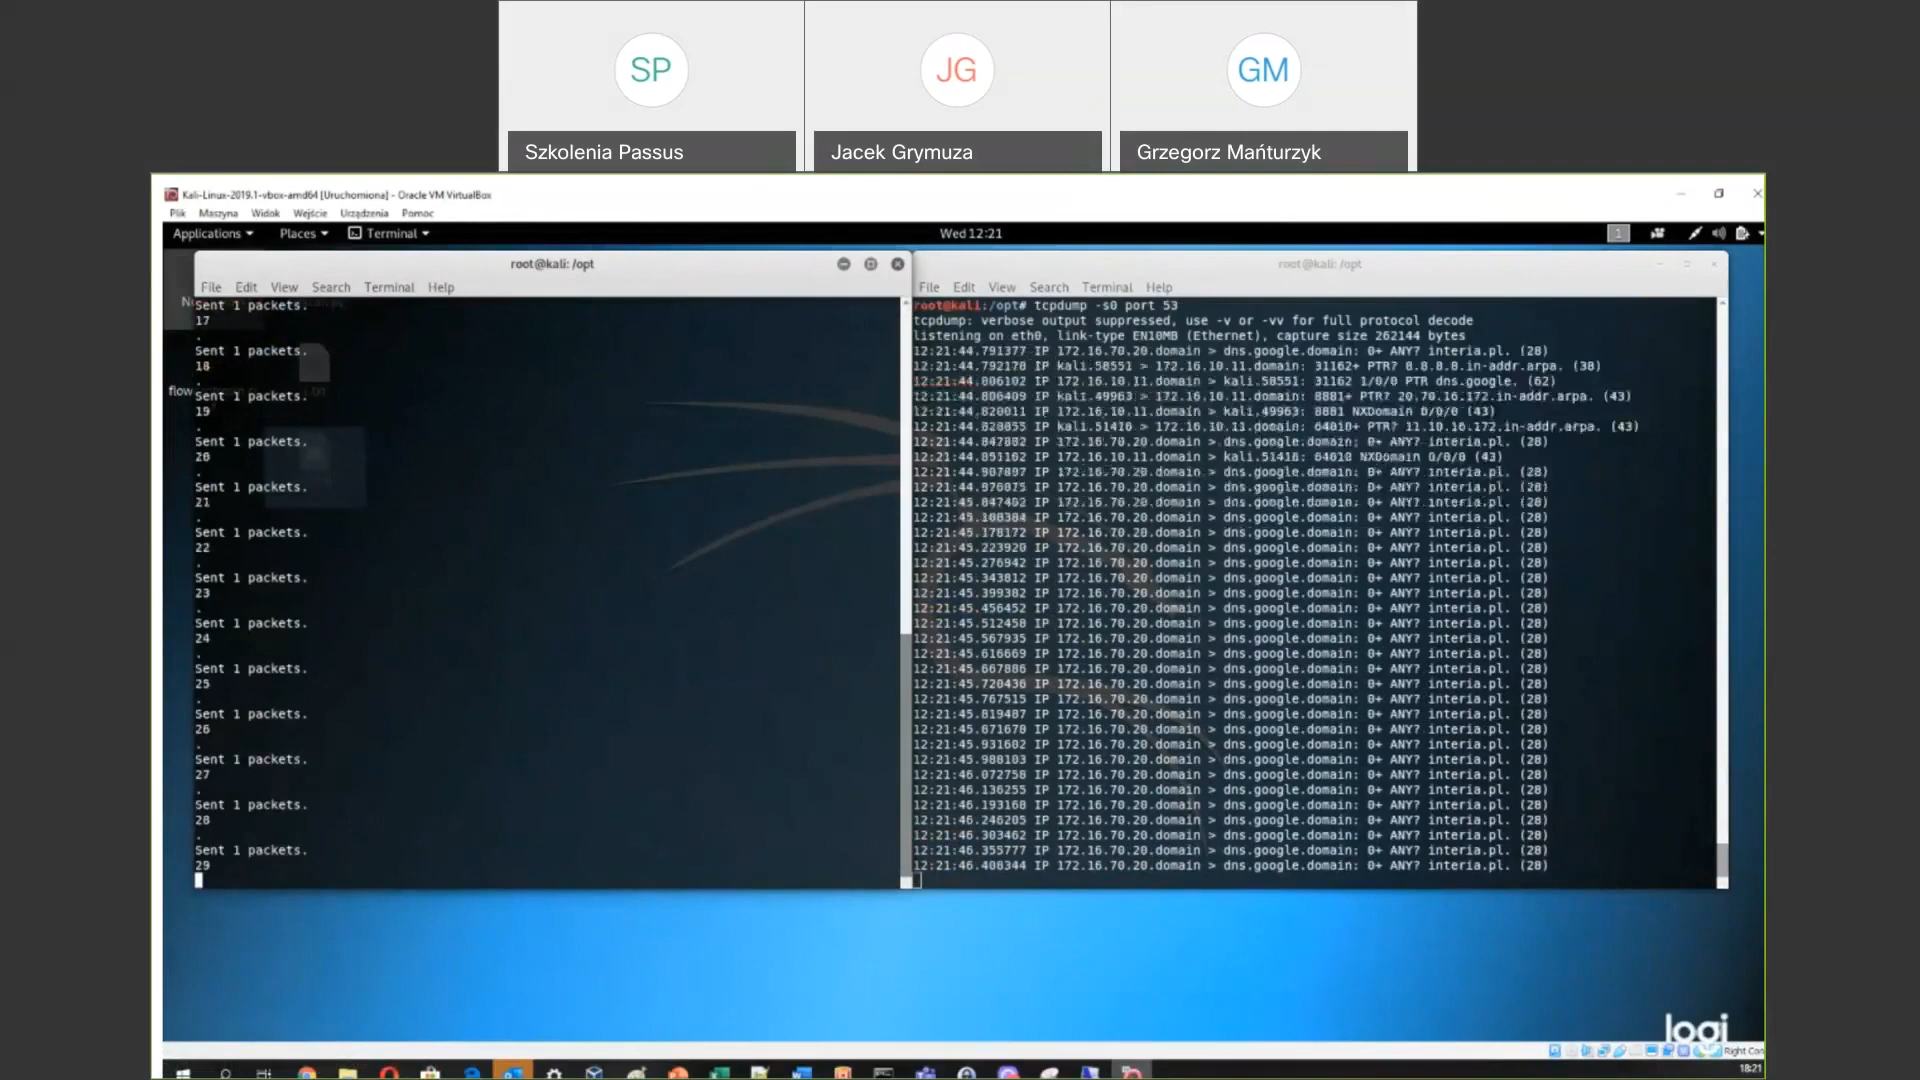 SP
JG
GM
Szkolenia Passus
Jacek Grymuza
Grzegorz Mańturzyk
Kali-Linux-2019.1-vbox-amd64 [Uruchomiona] - Oracle VM VirtualBox
Plik Maszyna Widok Wejście Urządzenia Pomoc
Applications Places Terminal
Wed 12:21
1
root@kali: /opt
File Edit View Search Terminal Help
Sent 1 packets.
17
.
Sent 1 packets.
18
.
Sent 1 packets.
19
.
Sent 1 packets.
20
.
Sent 1 packets.
21
.
Sent 1 packets.
22
.
Sent 1 packets.
23
.
Sent 1 packets.
24
.
Sent 1 packets.
25
.
Sent 1 packets.
26
.
Sent 1 packets.
27
.
Sent 1 packets.
28
.
Sent 1 packets.
29
flow
root@kali: /opt
File Edit View Search Terminal Help
root@kali:/opt# tcpdump -s0 port 53
tcpdump: verbose output suppressed, use -v or -vv for full protocol decode
listening on eth0, link-type EN10MB (Ethernet), capture size 262144 bytes
12:21:44.791377 IP 172.16.70.20.domain > dns.google.domain: 0+ ANY? interia.pl. (28)
12:21:44.792170 IP kali.58551 > 172.16.10.11.domain: 31162+ PTR? 8.8.8.8.in-addr.arpa. (38)
12:21:44.806102 IP 172.16.10.11.domain > kali.58551: 31162 1/0/0 PTR dns.google. (62)
12:21:44.806409 IP kali.49963 > 172.16.10.11.domain: 8881+ PTR? 20.70.16.172.in-addr.arpa. (43)
12:21:44.820011 IP 172.16.10.11.domain > kali.49963: 8881 NXDomain 0/0/0 (43)
12:21:44.820855 IP kali.51416 > 172.16.10.11.domain: 64010+ PTR? 11.10.16.172.in-addr.arpa. (43)
12:21:44.847802 IP 172.16.70.20.domain > dns.google.domain: 0+ ANY? interia.pl. (28)
12:21:44.851162 IP 172.16.10.11.domain > kali.51416: 64010 NXDomain 0/0/0 (43)
12:21:44.907897 IP 172.16.70.20.domain > dns.google.domain: 0+ ANY? interia.pl. (28)
12:21:44.976075 IP 172.16.70.20.domain > dns.google.domain: 0+ ANY? interia.pl. (28)
12:21:45.047402 IP 172.16.70.20.domain > dns.google.domain: 0+ ANY? interia.pl. (28)
12:21:45.108384 IP 172.16.70.20.domain > dns.google.domain: 0+ ANY? interia.pl. (28)
12:21:45.178172 IP 172.16.70.20.domain > dns.google.domain: 0+ ANY? interia.pl. (28)
12:21:45.223920 IP 172.16.70.20.domain > dns.google.domain: 0+ ANY? interia.pl. (28)
12:21:45.276942 IP 172.16.70.20.domain > dns.google.domain: 0+ ANY? interia.pl. (28)
12:21:45.343812 IP 172.16.70.20.domain > dns.google.domain: 0+ ANY? interia.pl. (28)
12:21:45.399382 IP 172.16.70.20.domain > dns.google.domain: 0+ ANY? interia.pl. (28)
12:21:45.456452 IP 172.16.70.20.domain > dns.google.domain: 0+ ANY? interia.pl. (28)
12:21:45.512458 IP 172.16.70.20.domain > dns.google.domain: 0+ ANY? interia.pl. (28)
12:21:45.567935 IP 172.16.70.20.domain > dns.google.domain: 0+ ANY? interia.pl. (28)
12:21:45.616669 IP 172.16.70.20.domain > dns.google.domain: 0+ ANY? interia.pl. (28)
12:21:45.667886 IP 172.16.70.20.domain > dns.google.domain: 0+ ANY? interia.pl. (28)
12:21:45.720436 IP 172.16.70.20.domain > dns.google.domain: 0+ ANY? interia.pl. (28)
12:21:45.767515 IP 172.16.70.20.domain > dns.google.domain: 0+ ANY? interia.pl. (28)
12:21:45.819487 IP 172.16.70.20.domain > dns.google.domain: 0+ ANY? interia.pl. (28)
12:21:45.871670 IP 172.16.70.20.domain > dns.google.domain: 0+ ANY? interia.pl. (28)
12:21:45.931602 IP 172.16.70.20.domain > dns.google.domain: 0+ ANY? interia.pl. (28)
12:21:45.988103 IP 172.16.70.20.domain > dns.google.domain: 0+ ANY? interia.pl. (28)
12:21:46.072758 IP 172.16.70.20.domain > dns.google.domain: 0+ ANY? interia.pl. (28)
12:21:46.136255 IP 172.16.70.20.domain > dns.google.domain: 0+ ANY? interia.pl. (28)
12:21:46.193168 IP 172.16.70.20.domain > dns.google.domain: 0+ ANY? interia.pl. (28)
12:21:46.246205 IP 172.16.70.20.domain > dns.google.domain: 0+ ANY? interia.pl. (28)
12:21:46.303462 IP 172.16.70.20.domain > dns.google.domain: 0+ ANY? interia.pl. (28)
12:21:46.355777 IP 172.16.70.20.domain > dns.google.domain: 0+ ANY? interia.pl. (28)
12:21:46.408344 IP 172.16.70.20.domain > dns.google.domain: 0+ ANY? interia.pl. (28)
logi
Right Con
18:21